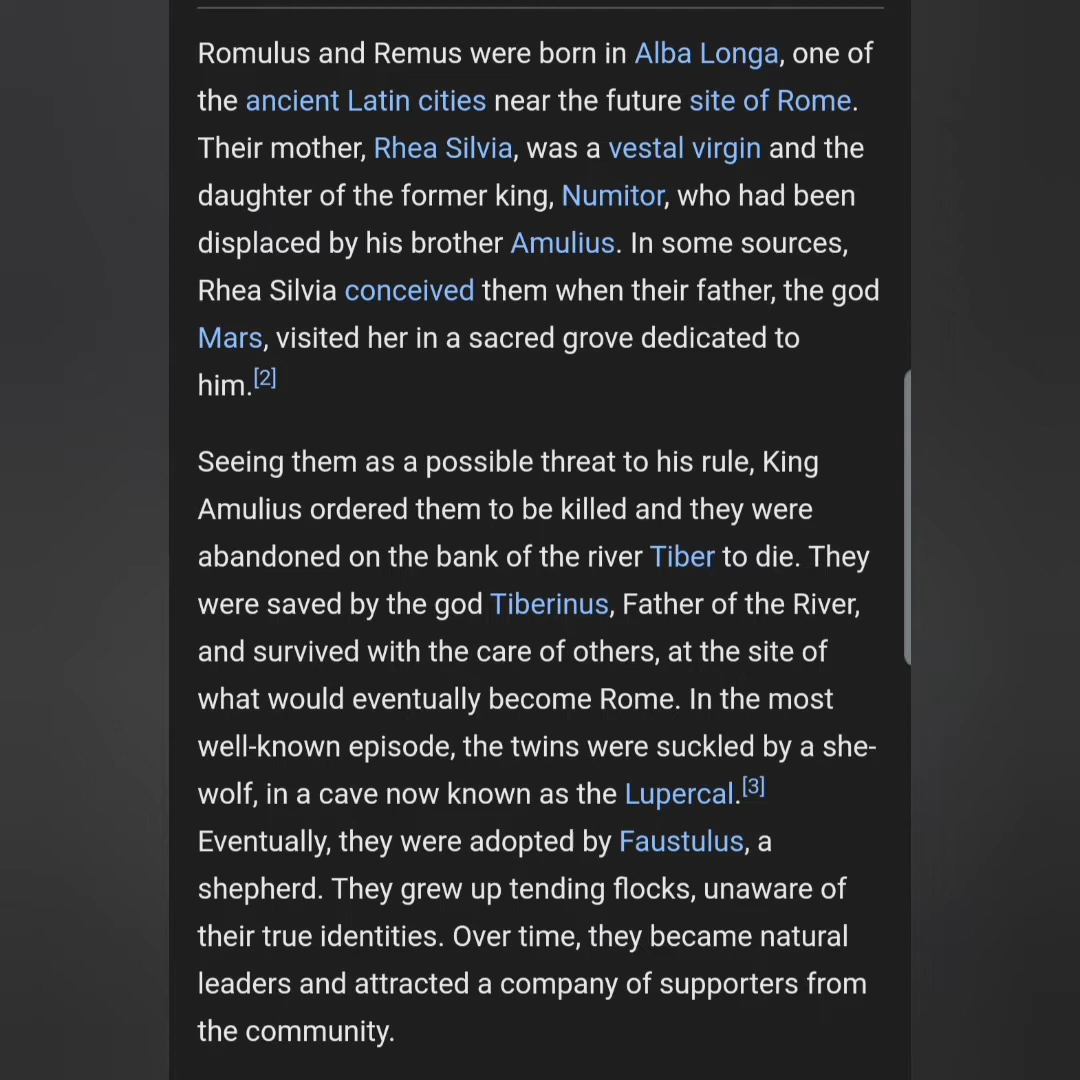 Romulus and Remus were born in Alba Longa, one of
the ancient Latin cities near the future site of Rome.
Their mother, Rhea Silvia, was a vestal virgin and the
daughter of the former king, Numitor, who had been
displaced by his brother Amulius. In some sources,
Rhea Silvia conceived them when their father, the god
Mars, visited her in a sacred grove dedicated to
him.[2]
Seeing them as a possible threat to his rule, King
Amulius ordered them to be killed and they were
abandoned on the bank of the river Tiber to die. They
were saved by the god Tiberinus, Father of the River,
and survived with the care of others, at the site of
what would eventually become Rome. In the most
well-known episode, the twins were suckled by a she-
wolf, in a cave now known as the Lupercal.[3]
Eventually, they were adopted by Faustulus, a
shepherd. They grew up tending flocks, unaware of
their true identities. Over time, they became natural
leaders and attracted a company of supporters from
the community.